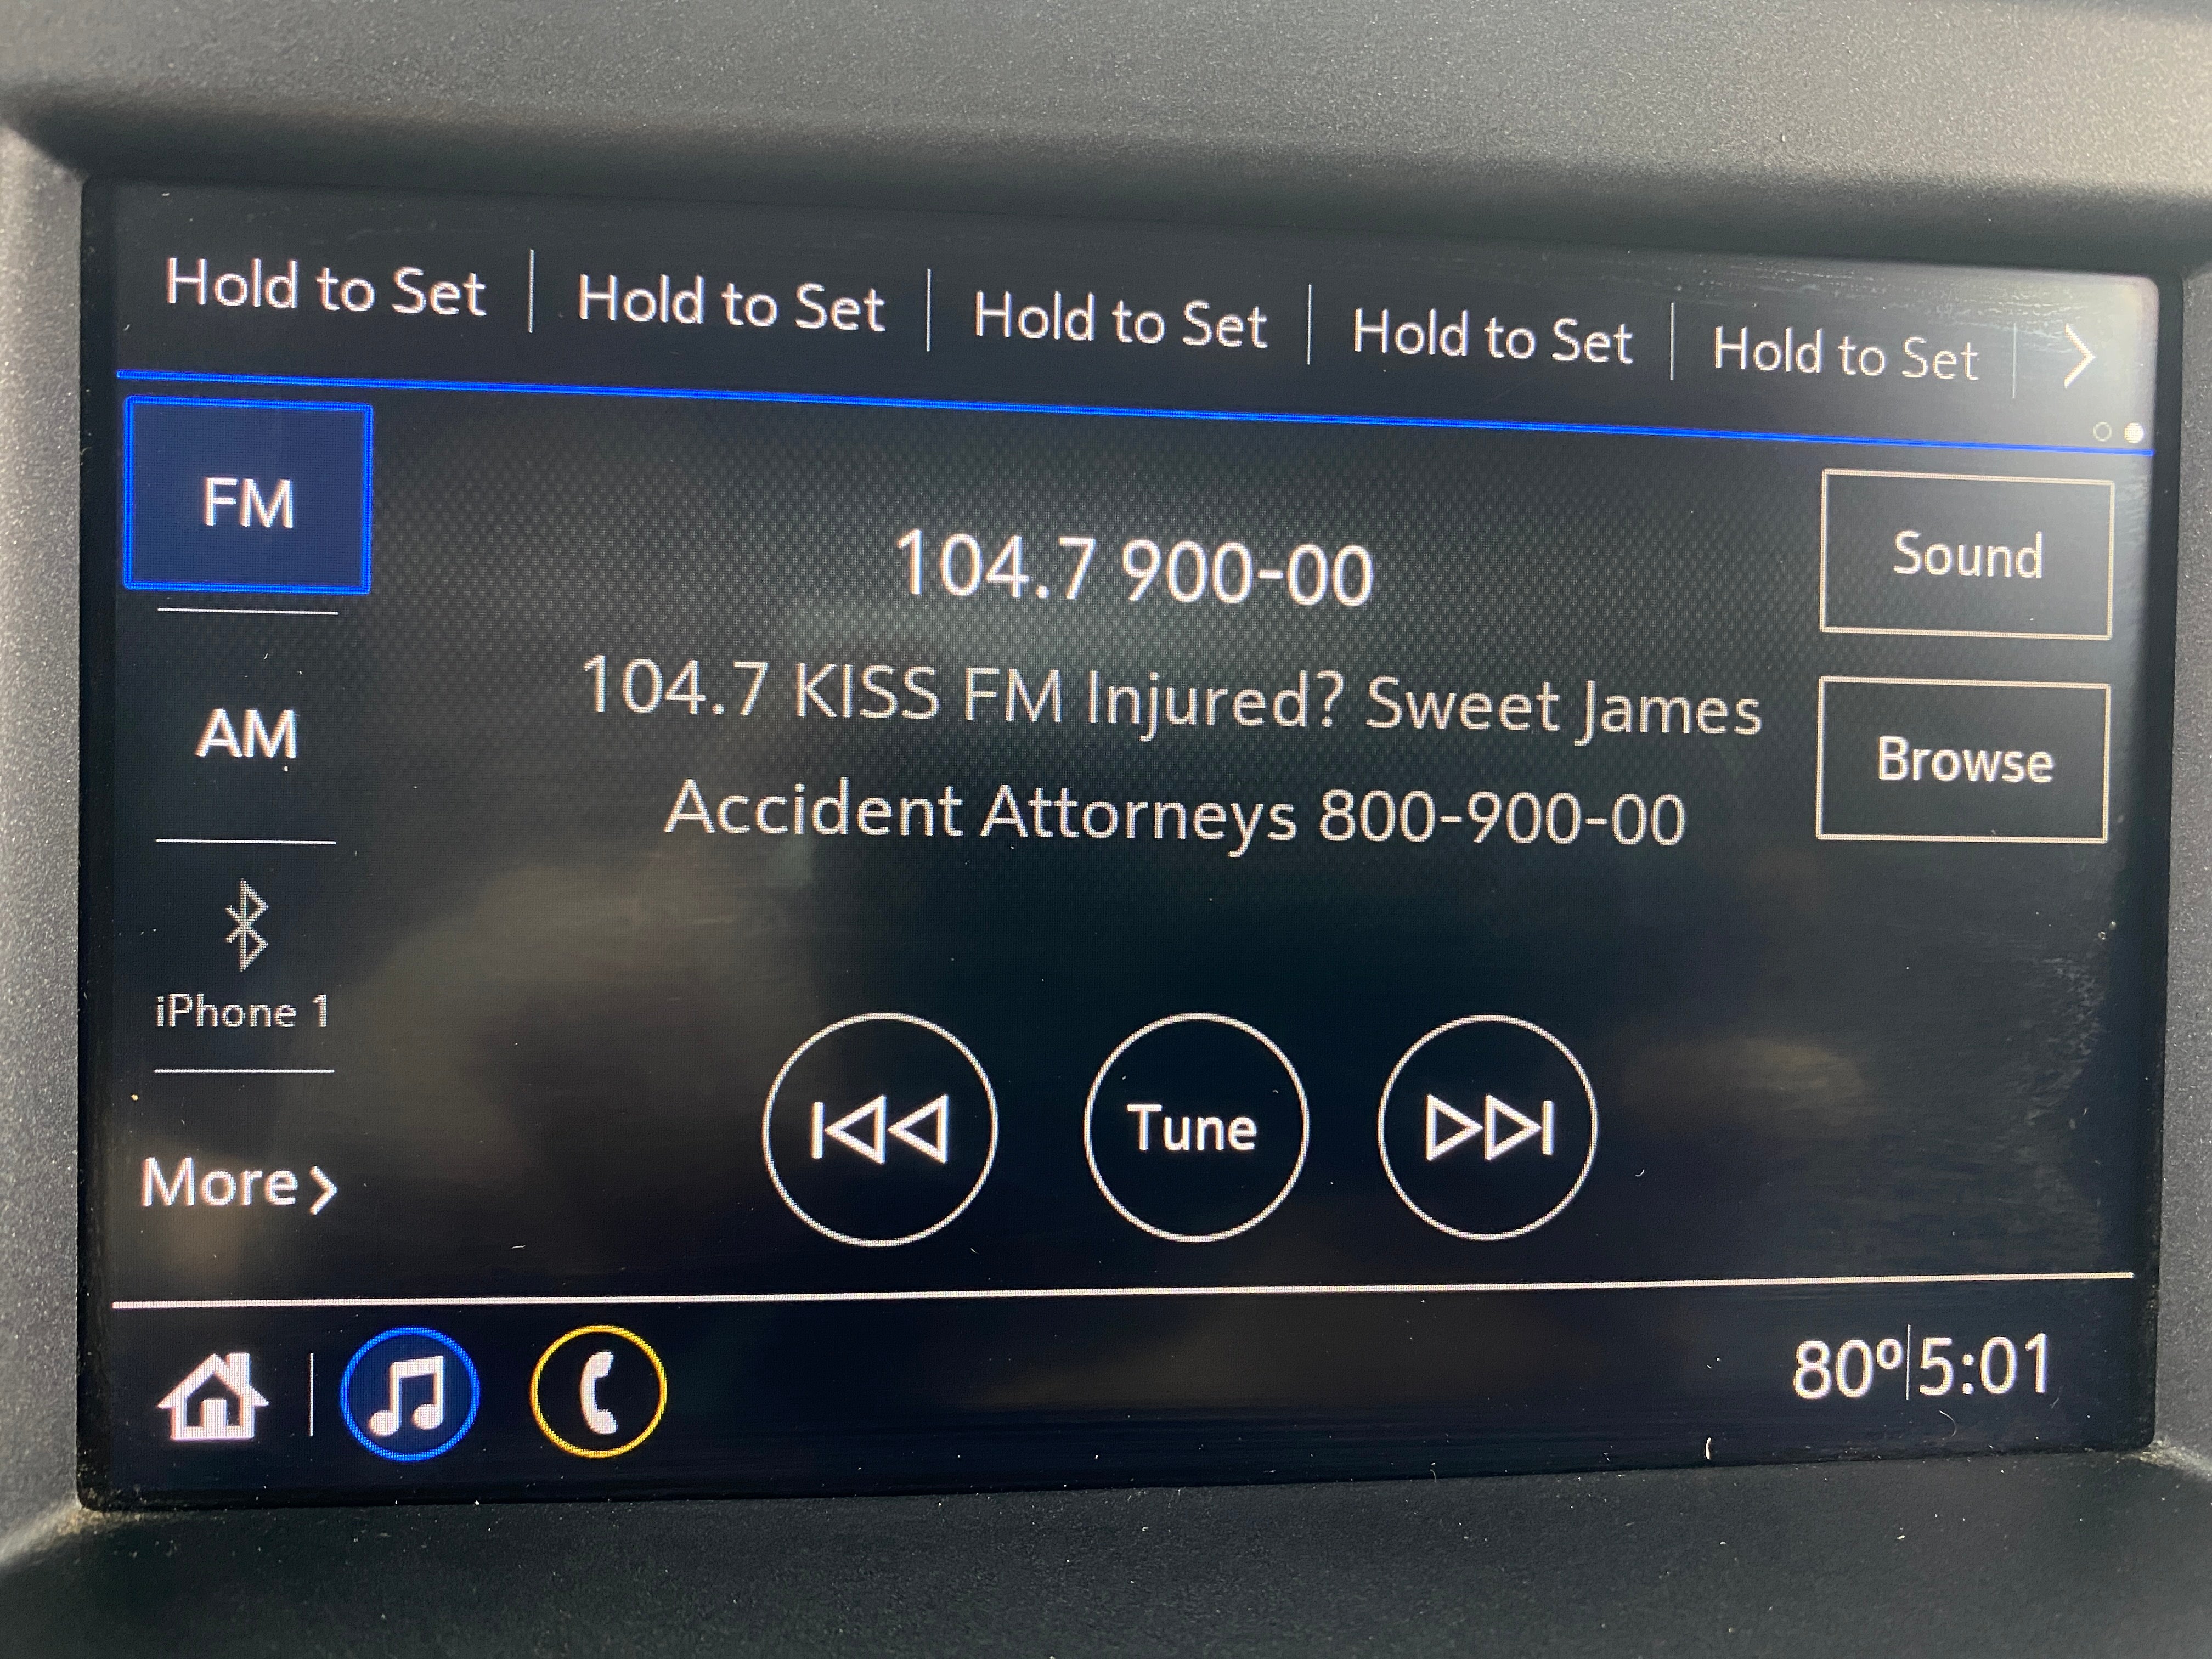 Hold to Set Hold to Set Hold to Set Hold to Set Hold to Set
FM
104.7 900-00
Sound
104.7 KISS FM Injured? Sweet James
Accident Attorneys 800-900-00
AM
Browse
iPhone 1
More
Tune
80º 5:01